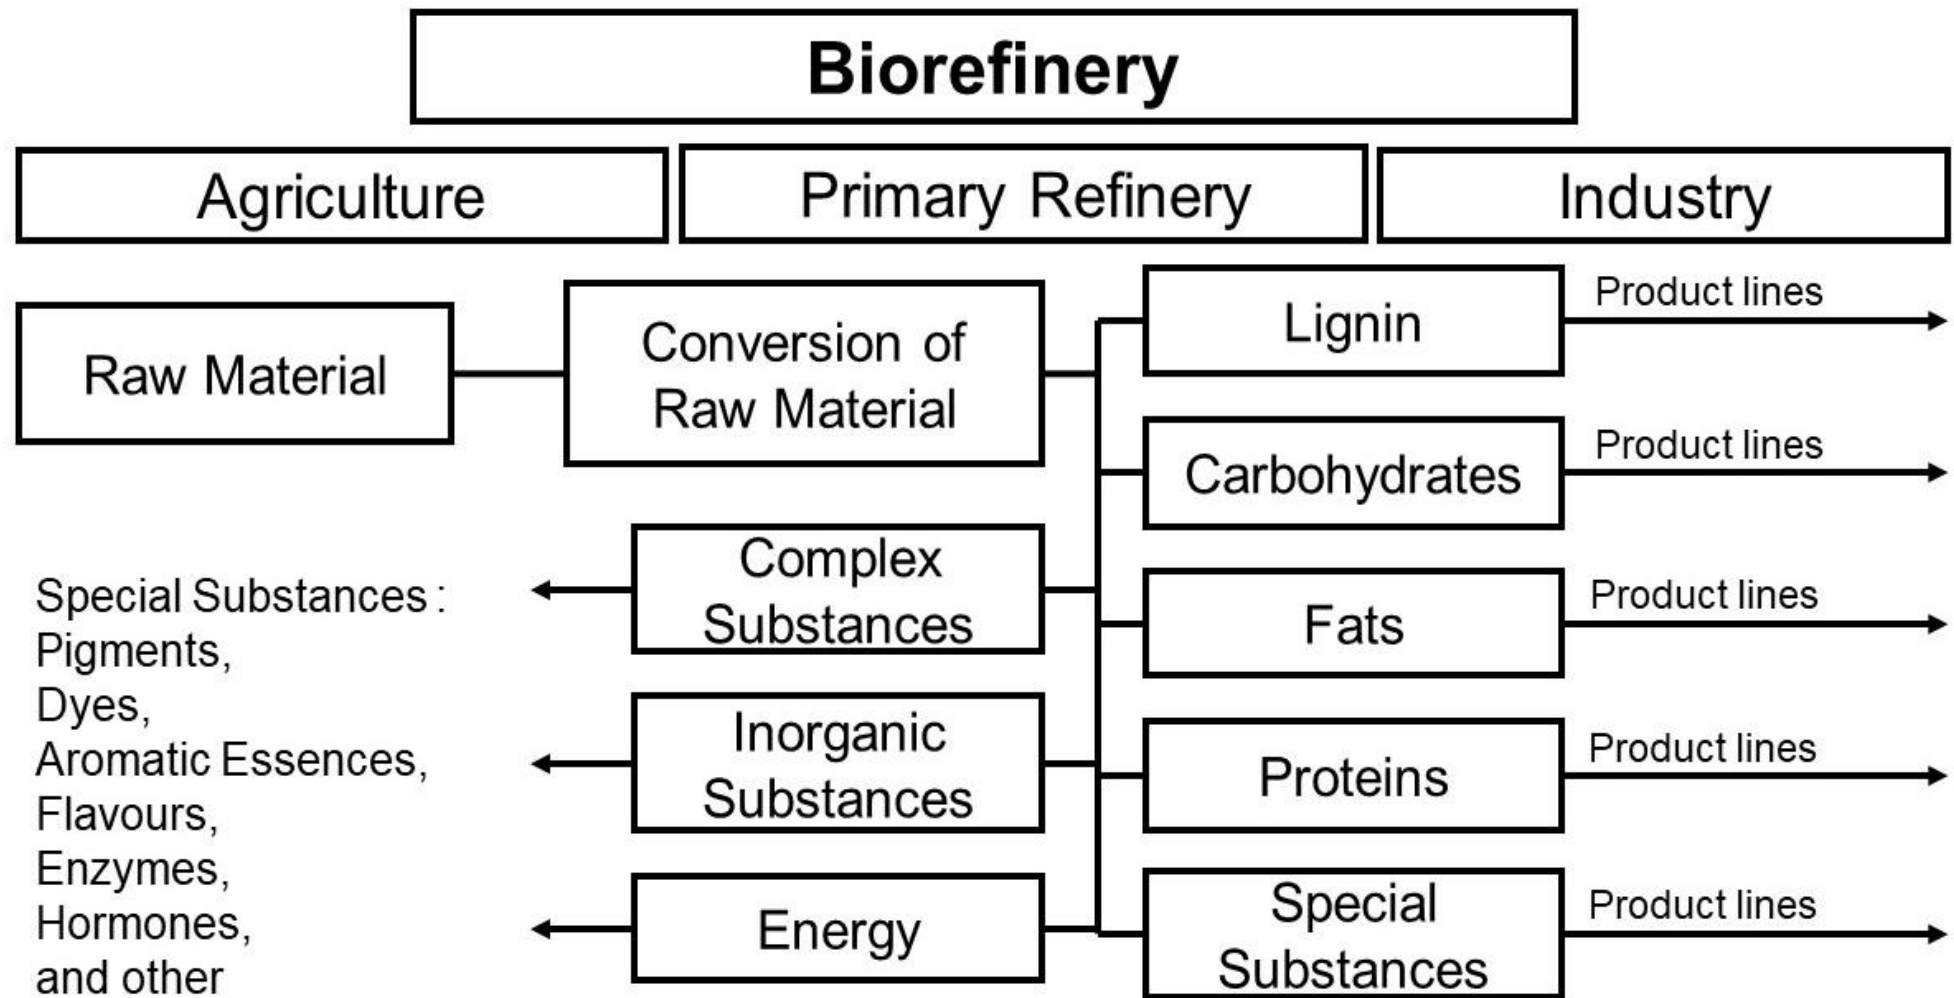 Biorefinery
Agriculture
Primary Refinery
Industry
Raw Material
Conversion of
Raw Material
Lignin
Product lines
Carbohydrates
Product lines
Fats
Product lines
Proteins
Product lines
Special
Substances
Product lines
Complex
Substances
Inorganic
Substances
Energy
Special Substances :
Pigments,
Dyes,
Aromatic Essences,
Flavours,
Enzymes,
Hormones,
and other